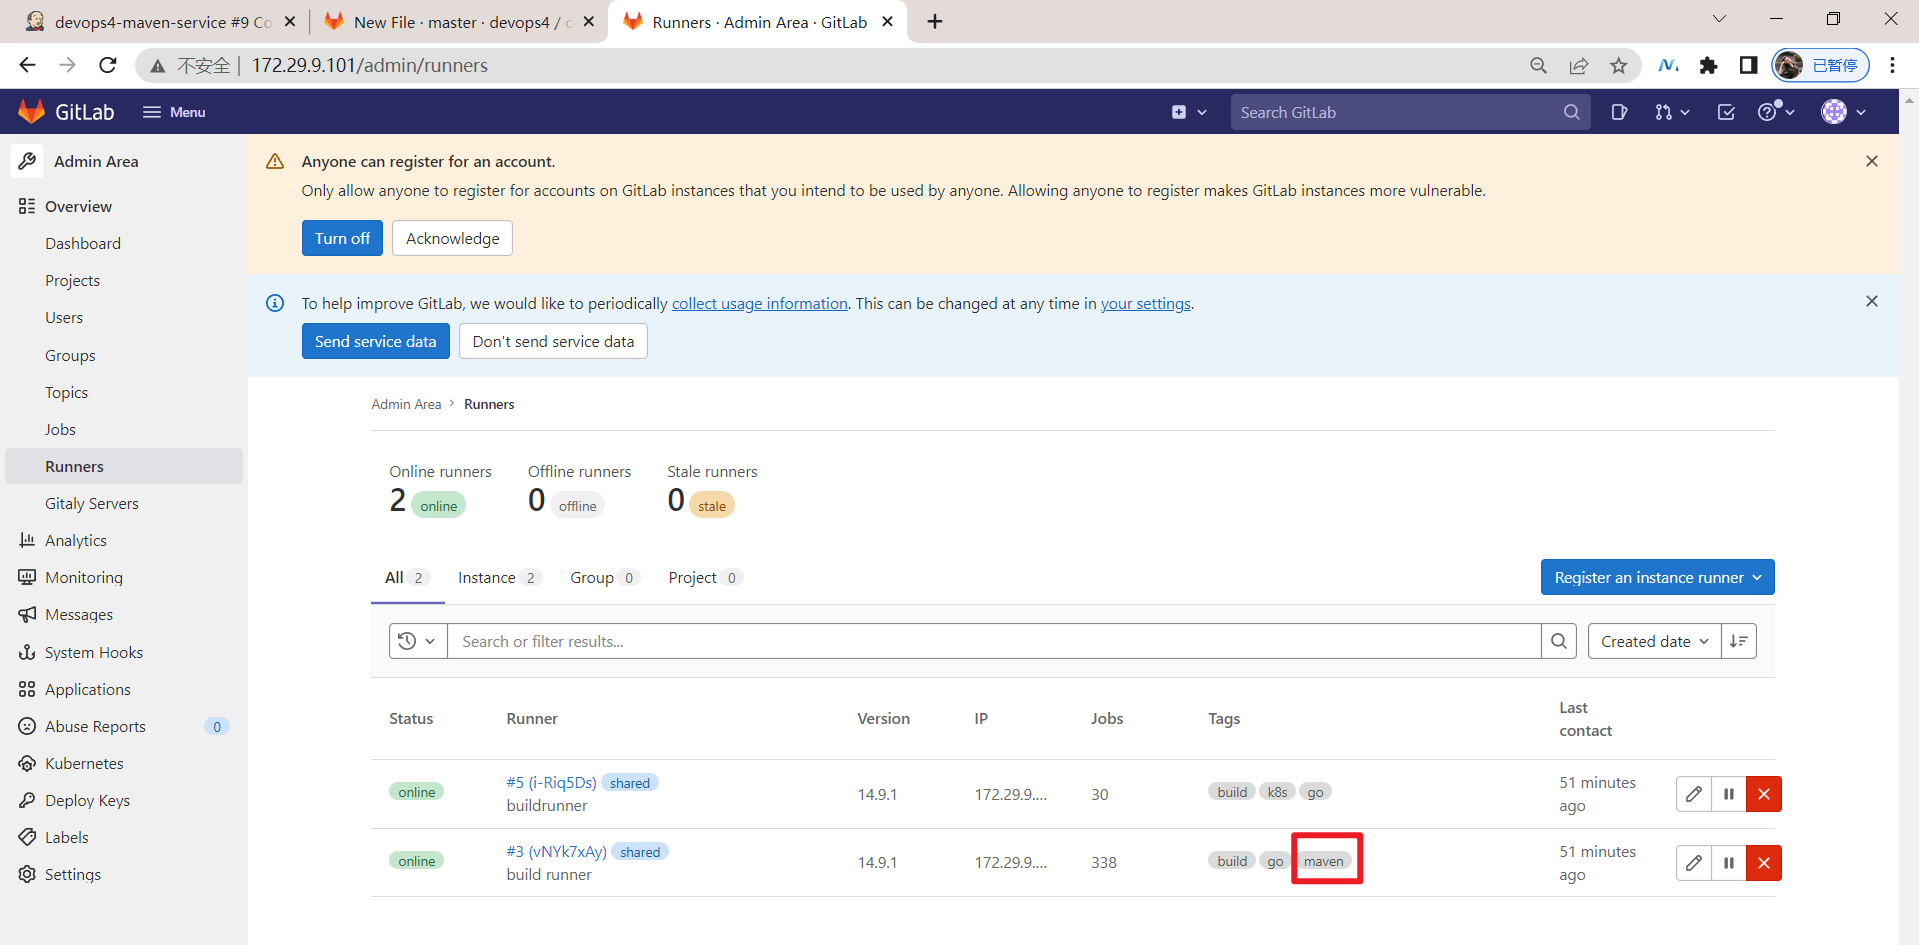 devops4-maven-service #9 Co
New File · master · devops4 /
Runners · Admin Area · GitLab
不安全 172.29.9.101/admin/runners
已暂停
GitLab
Menu
Search GitLab
Admin Area
Overview
Dashboard
Projects
Users
Groups
Topics
Jobs
Runners
Gitaly Servers
Analytics
Monitoring
Messages
System Hooks
Applications
Abuse Reports 0
Kubernetes
Deploy Keys
Labels
Settings
Anyone can register for an account.
Only allow anyone to register for accounts on GitLab instances that you intend to be used by anyone. Allowing anyone to register makes GitLab instances more vulnerable.
Turn off Acknowledge
To help improve GitLab, we would like to periodically collect usage information. This can be changed at any time in your settings.
Send service data Don't send service data
Admin Area > Runners
Online runners Offline runners Stale runners
2 online 0 offline 0 stale
All 2 Instance 2 Group 0 Project 0
Register an instance runner
Search or filter results...
Created date
Status Runner Version IP Jobs Tags Last
contact
online #5 (i-Riq5Ds) shared 14.9.1 172.29.9.... 30 build k8s go 51 minutes
buildrunner ago
online #3 (vNYk7xAy) shared 14.9.1 172.29.9.... 338 build go maven 51 minutes
build runner ago